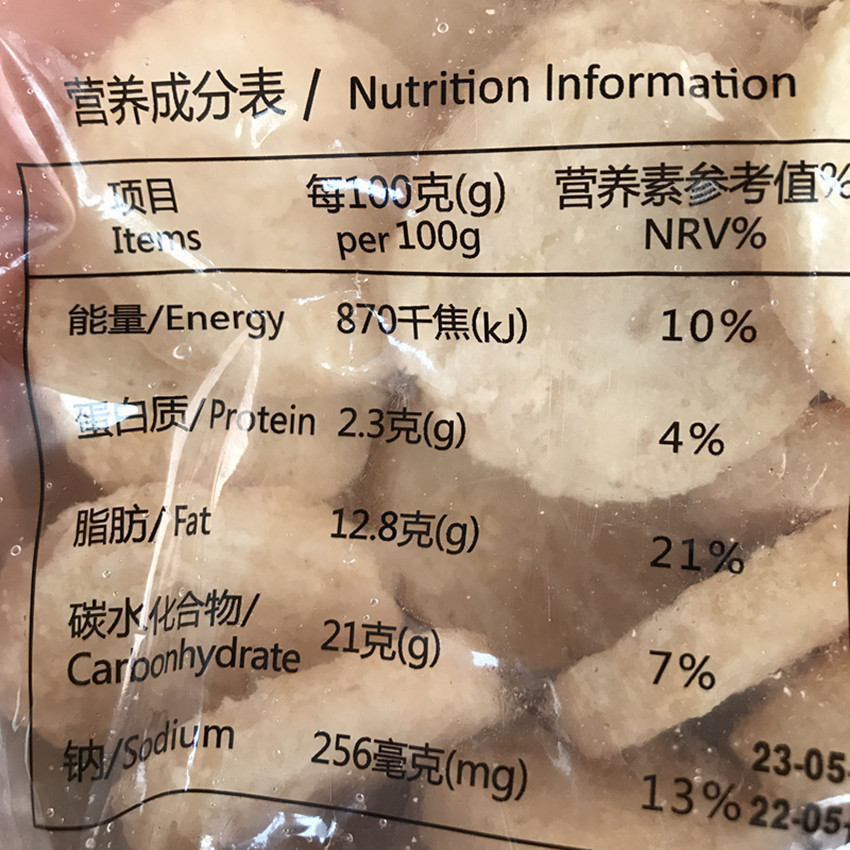 营养成分表 / Nutrition Information
项目 每100克(g) 营养素参考值%
Items per 100g NRV%
能量/Energy 870千焦(kJ) 10%
蛋白质/Protein 2.3克(g) 4%
脂肪/Fat 12.8克(g) 21%
碳水化合物/
Carbonhydrate 21克(g) 7%
钠/Sodium 256毫克(mg) 13%
23-05-
22-05-